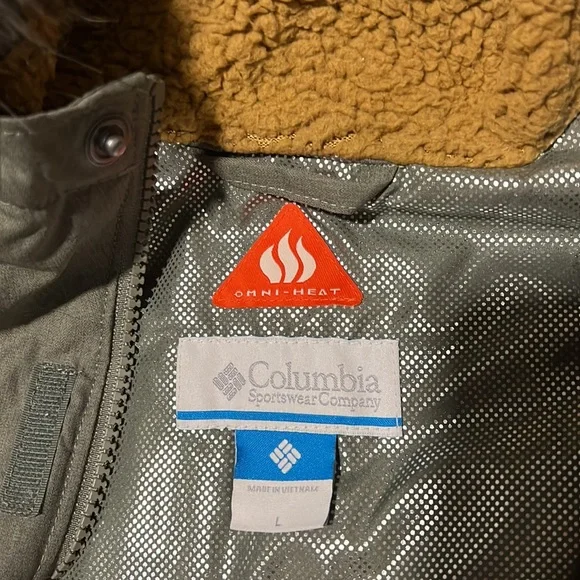 OMNI-HEAT
Columbia
Sportswear Company
MADE IN VIETNAM
L